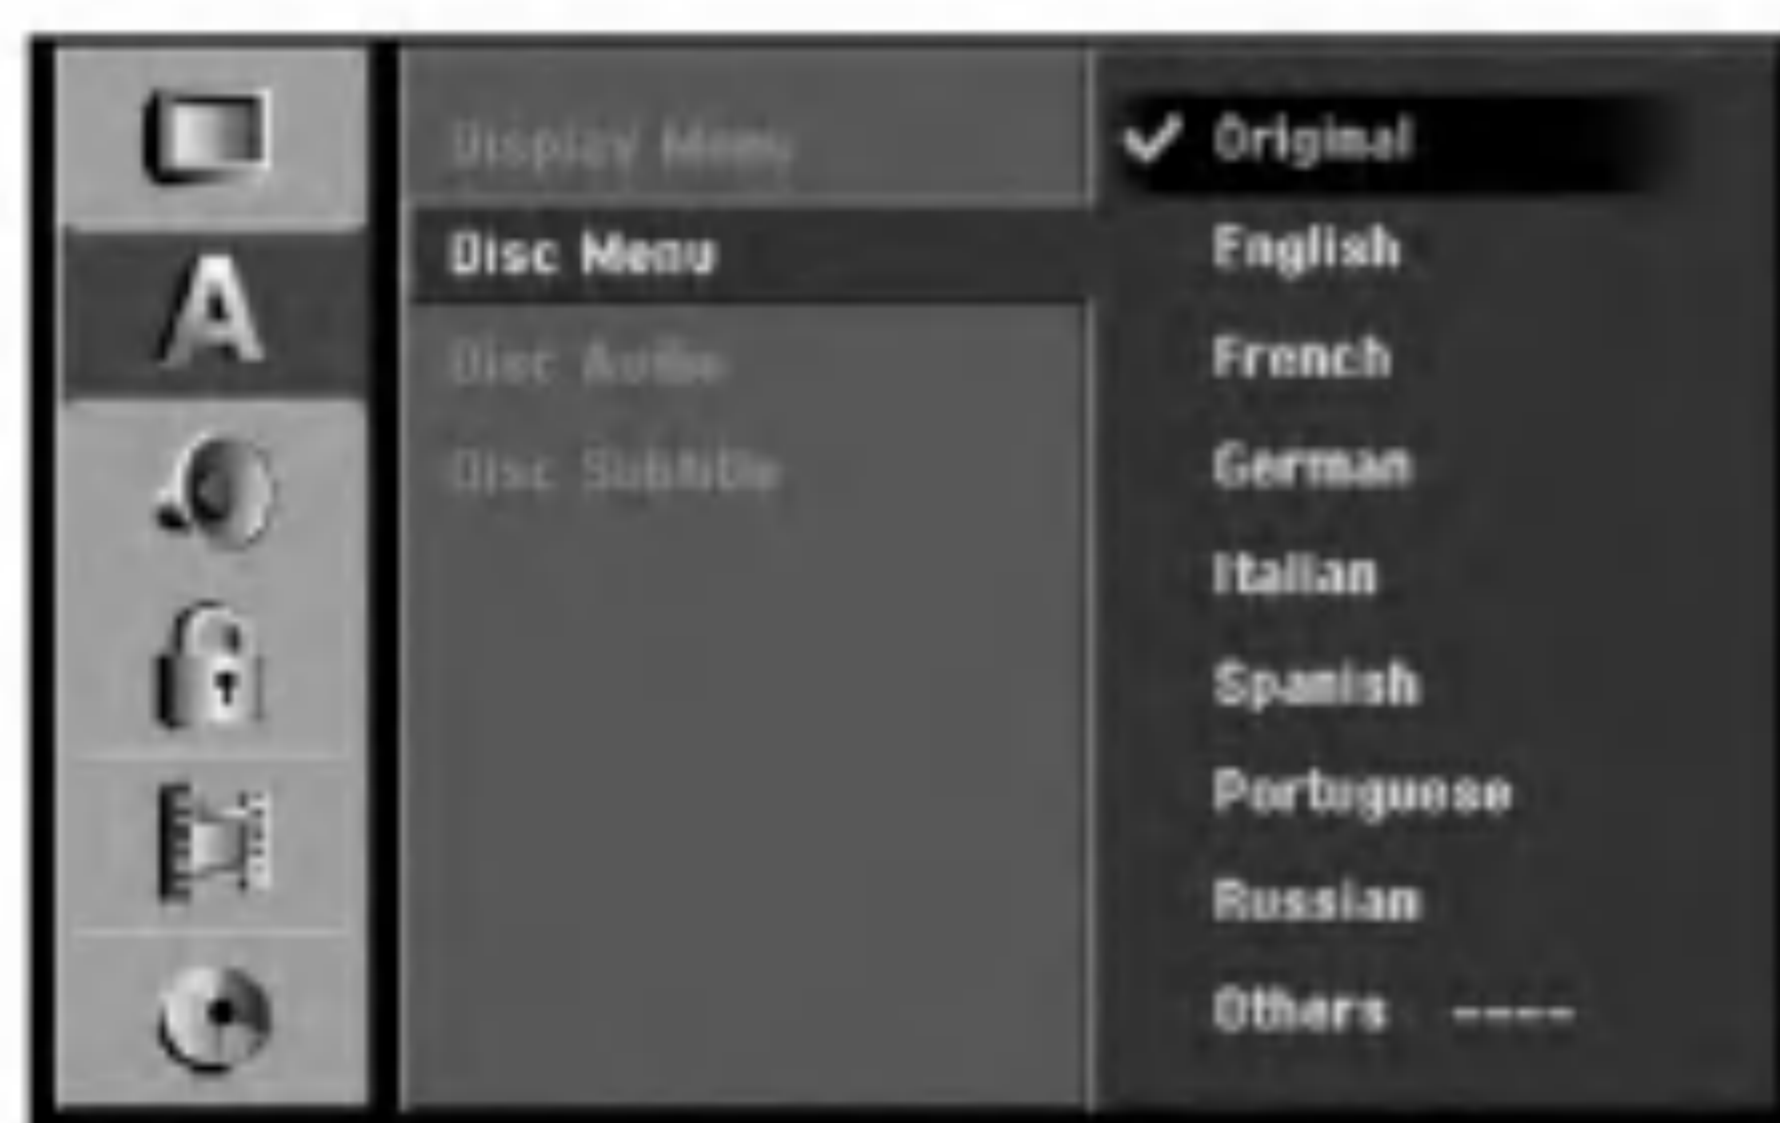 A
Display Menu
Disc Menu
Disc Audio
Disc Subtitle
Original
English
French
German
Italian
Spanish
Portuguese
Russian
Others ----